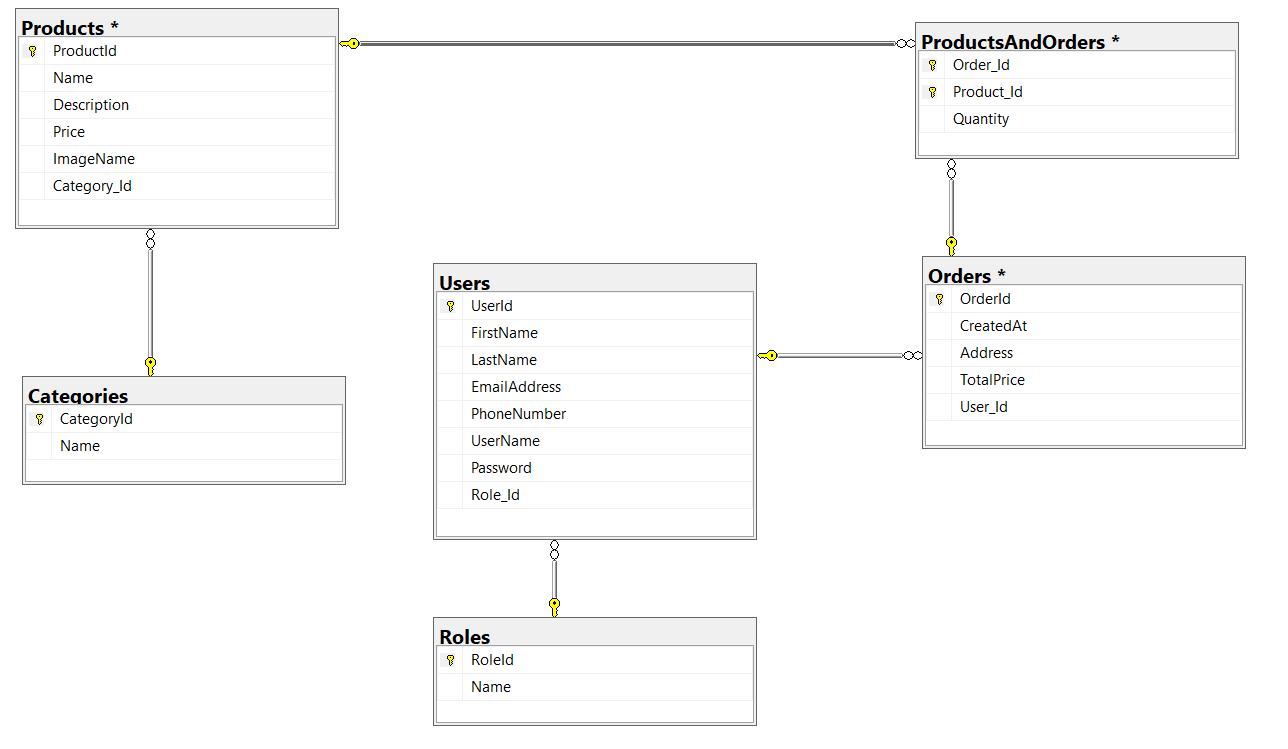 Products *
ProductId
Name
Description
Price
ImageName
Category_Id
ProductsAndOrders *
Order_Id
Product_Id
Quantity
Users
UserId
FirstName
LastName
EmailAddress
PhoneNumber
UserName
Password
Role_Id
Orders *
OrderId
CreatedAt
Address
TotalPrice
User_Id
Categories
CategoryId
Name
Roles
RoleId
Name